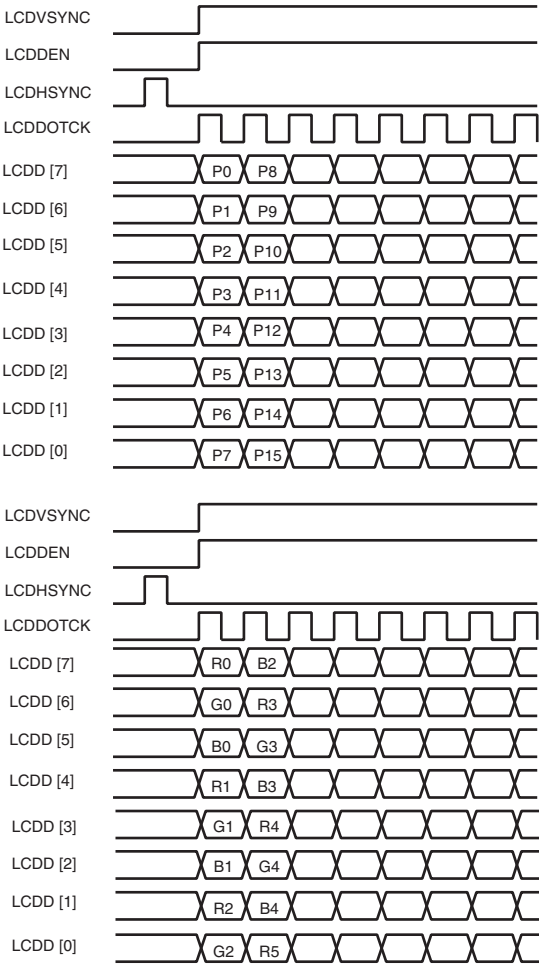 LCDVSYNC
LCDDEN
LCDHSYNC
LCDDOTCK
LCDD [7] P0 P8
LCDD [6] P1 P9
LCDD [5] P2 P10
LCDD [4] P3 P11
LCDD [3] P4 P12
LCDD [2] P5 P13
LCDD [1] P6 P14
LCDD [0] P7 P15
LCDVSYNC
LCDDEN
LCDHSYNC
LCDDOTCK
LCDD [7] R0 B2
LCDD [6] G0 R3
LCDD [5] B0 G3
LCDD [4] R1 B3
LCDD [3] G1 R4
LCDD [2] B1 G4
LCDD [1] R2 B4
LCDD [0] G2 R5